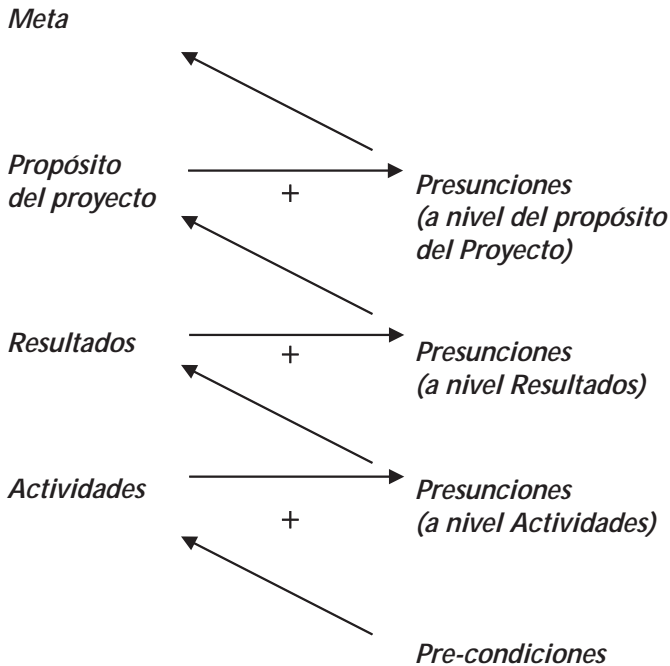 Meta
Propósito
del proyecto
+
Presunciones
(a nivel del propósito
del Proyecto)
Resultados
+
Presunciones
(a nivel Resultados)
Actividades
+
Presunciones
(a nivel Actividades)
Pre-condiciones